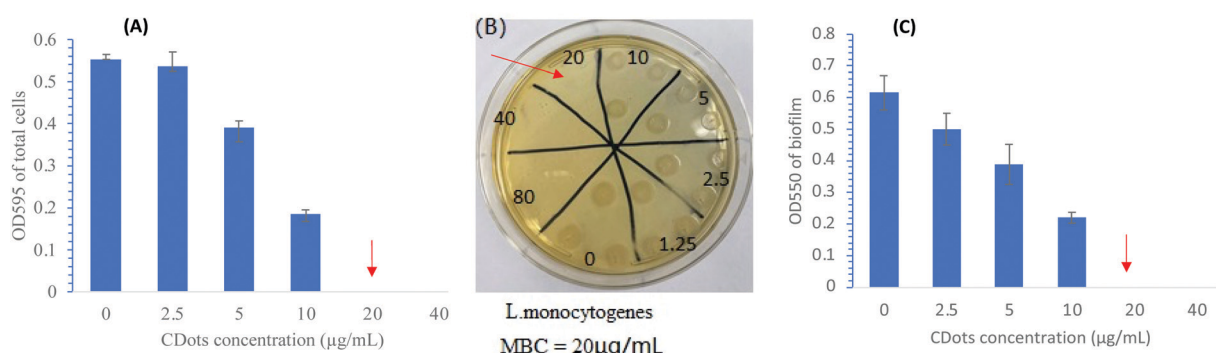 (A)
0.6
0.5
0.4
0.3
0.2
0.1
0
OD595 of total cells
0 2.5 5 10 20 40
CDots concentration (µg/mL)
(B)
20 10
5
40
2.5
80
1.25
0
L.monocytogenes
MBC = 20µg/mL
(C)
0.8
0.7
0.6
0.5
0.4
0.3
0.2
0.1
0
OD550 of biofilm
0 2.5 5 10 20 40
CDots concentration (µg/mL)